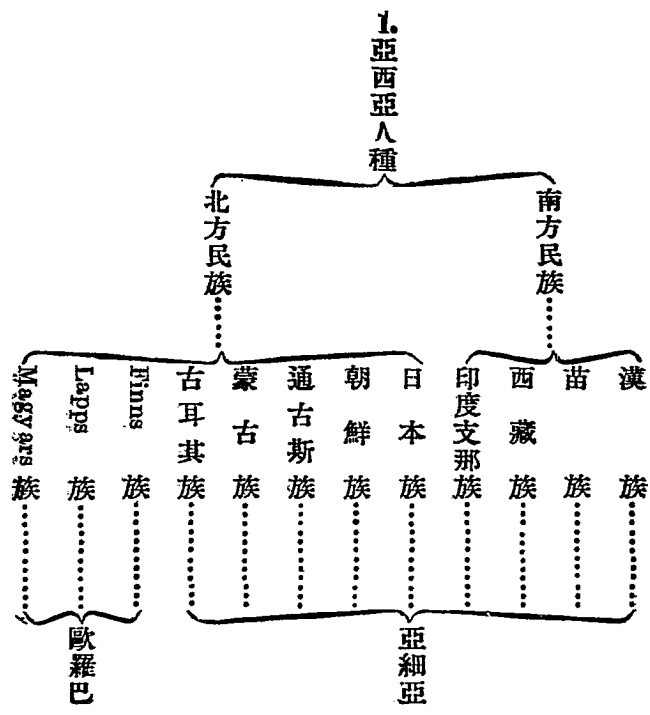 1.亞西亞人種
南方民族
北方民族
漢族
苗族
西藏族
印度支那族
日本族
朝鮮族
通古斯族
蒙古族
古耳其族
Finns族
Lapps族
Magyars族
亞細亞
歐羅巴